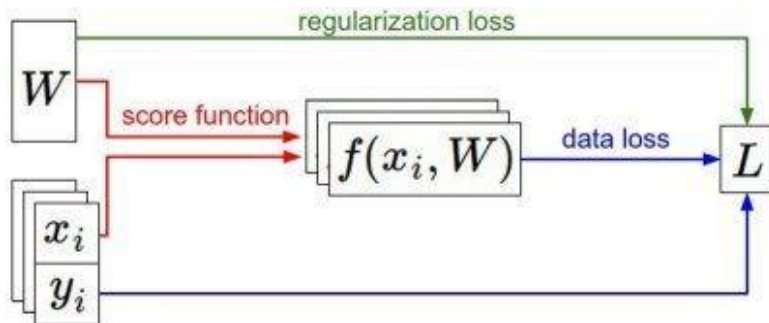 regularization loss
W
score function
f(x_i, W)
data loss
L
x_i
y_i